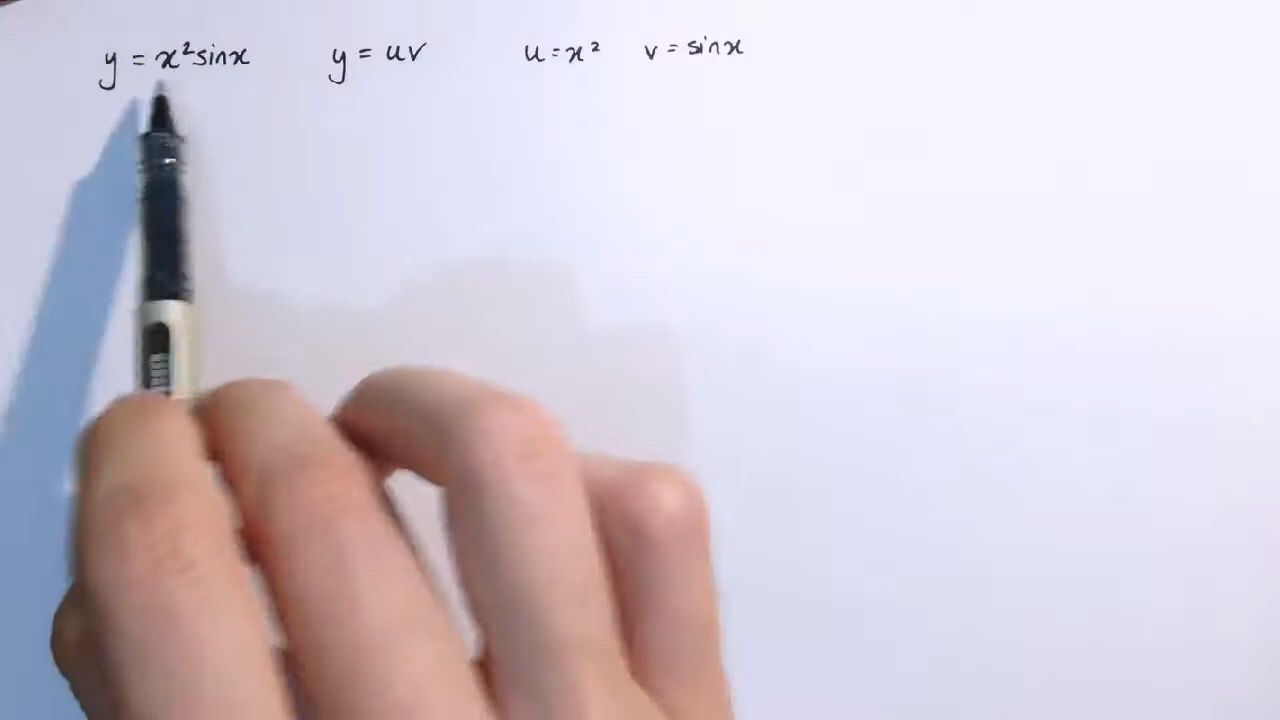 y = x²sinx y = uv u = x² v = sinx